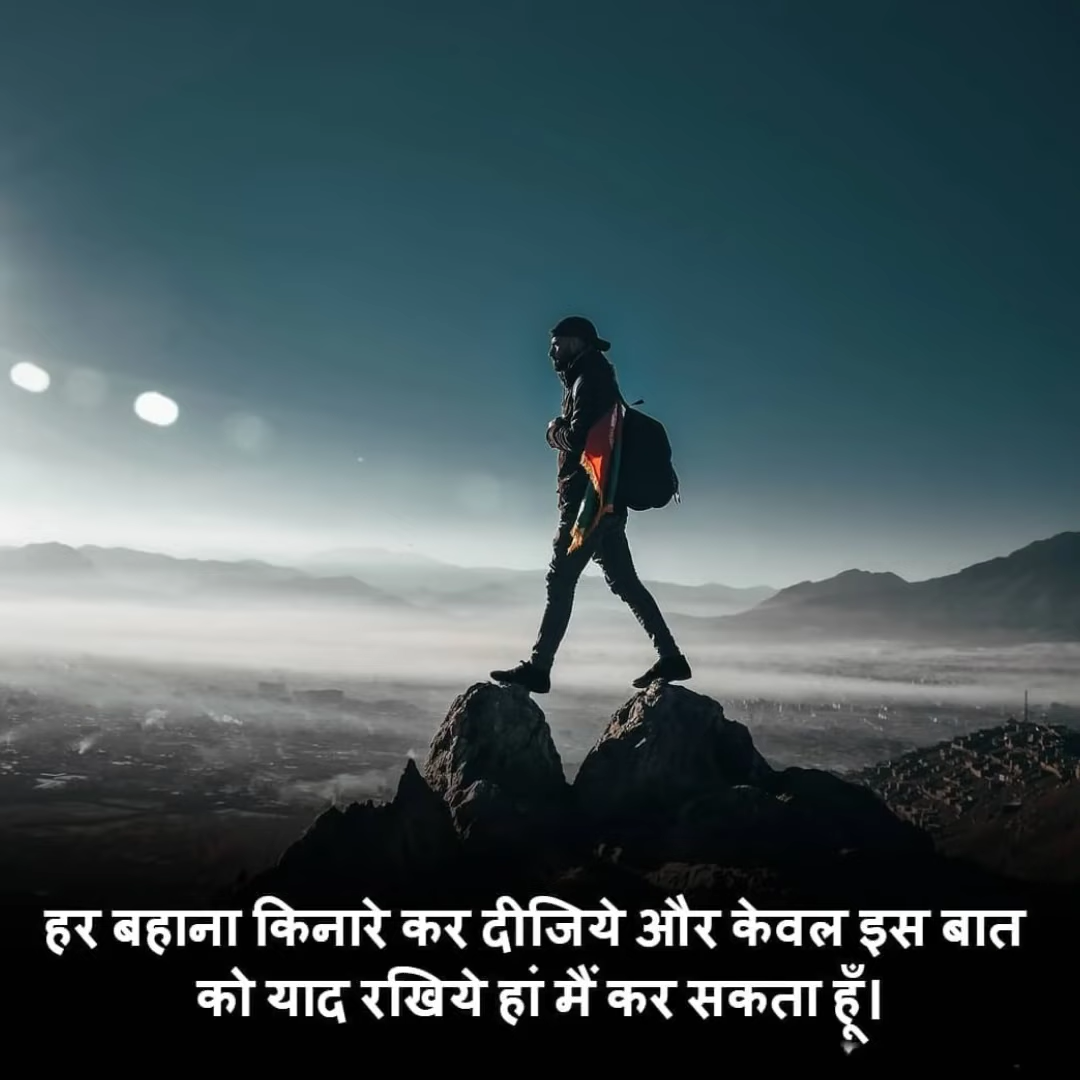 हर बहाना किनारे कर दीजिये और केवल इस बात
को याद रखिये हां मैं कर सकता हूँ।